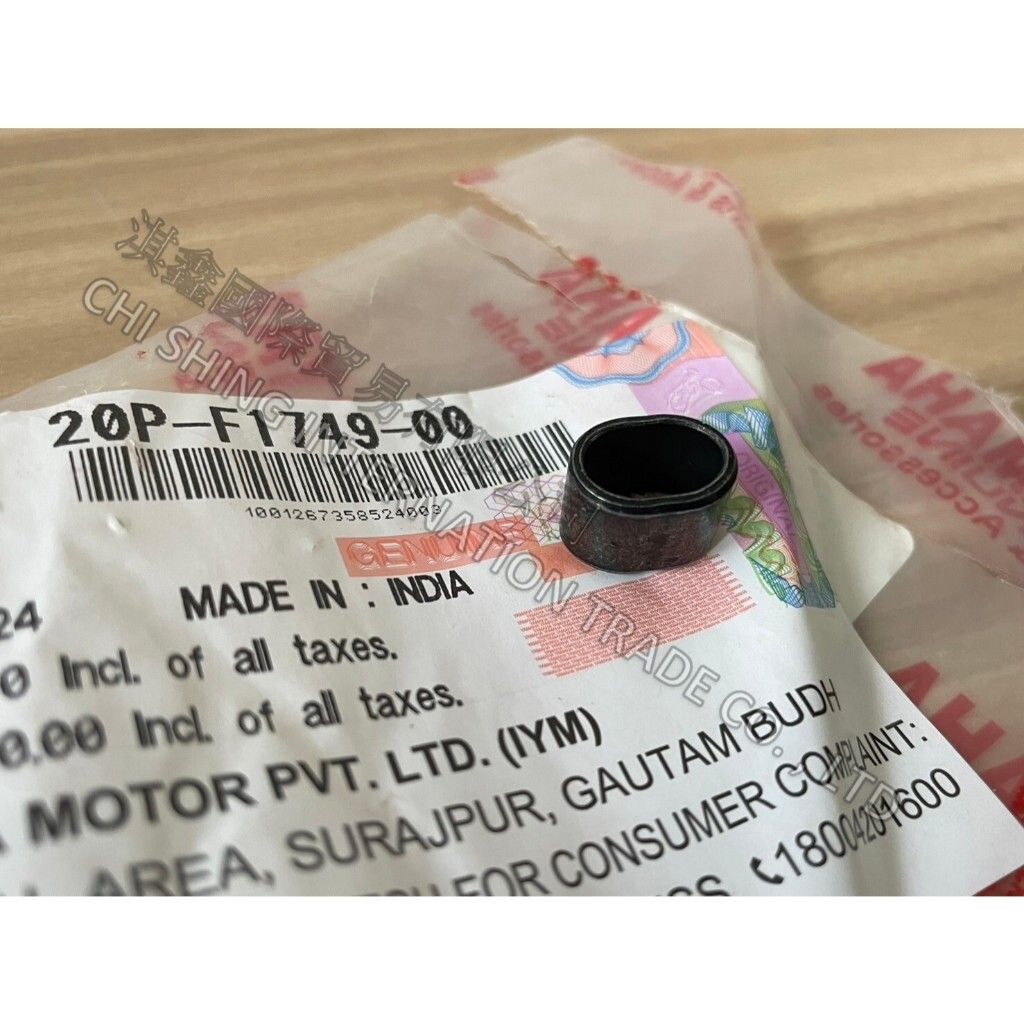 20P-F1749-00
1001267358524003
GENUINE
ORIGINAL
24
MADE IN : INDIA
0 Incl. of all taxes.
0.00 Incl. of all taxes.
MOTOR PVT. LTD. (IYM)
AREA, SURAJPUR, GAUTAM BUDH
FOR CONSUMER COMPLAINT:
18004201600
淇鑫國際貿易
CHI SHING INTERNATION TRADE CO., LTD